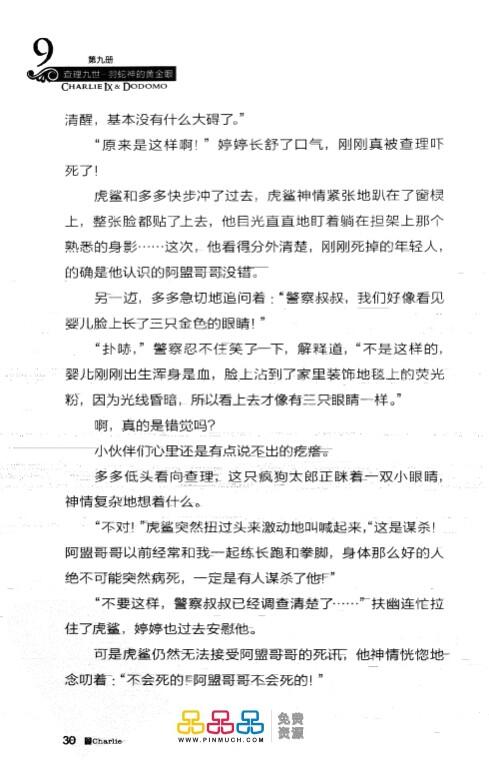 9
第九册
查理九世·羽蛇神的黄金眼
CHARLIE IX & DODOMO
清醒，基本没有什么大碍了。”
“原来是这样啊！”婷婷长舒了口气，刚刚真被查理吓
死了！
虎鲨和多多快步冲了过去，虎鲨神情紧张地趴在了窗棂
上，整张脸都贴了上去，他目光直直地盯着躺在担架上那个
熟悉的身影……这次，他看得分外清楚，刚刚死掉的年轻人，
的确是他认识的阿盟哥哥没错。
另一边，多多急切地追问着：“警察叔叔，我们好像看见
婴儿脸上长了三只金色的眼睛！”
“扑哧，”警察忍不住笑了一下，解释道，“不是这样的，
婴儿刚刚出生浑身是血，脸上沾到了家里装饰地毯上的荧光
粉，因为光线昏暗，所以看上去才像有三只眼睛一样。”
啊，真的是错觉吗？
小伙伴们心里还是有点说不出的疙瘩。
多多低头看向查理，这只疯狗太郎正眯着一双小眼睛，
神情复杂地想着什么。
“不对！”虎鲨突然扭过头来激动地叫喊起来，“这是谋杀！
阿盟哥哥以前经常和我一起练长跑和拳脚，身体那么好的人
绝不可能突然病死，一定是有人谋杀了他！”
“不要这样，警察叔叔已经调查清楚了……”扶幽连忙拉
住了虎鲨，婷婷也过去安慰他。
可是虎鲨仍然无法接受阿盟哥哥的死讯，他神情恍惚地
念叨着：“不会死的！阿盟哥哥不会死的！”
30 Charlie
品品品 免费
资源
WWW.PINMUCH.COM